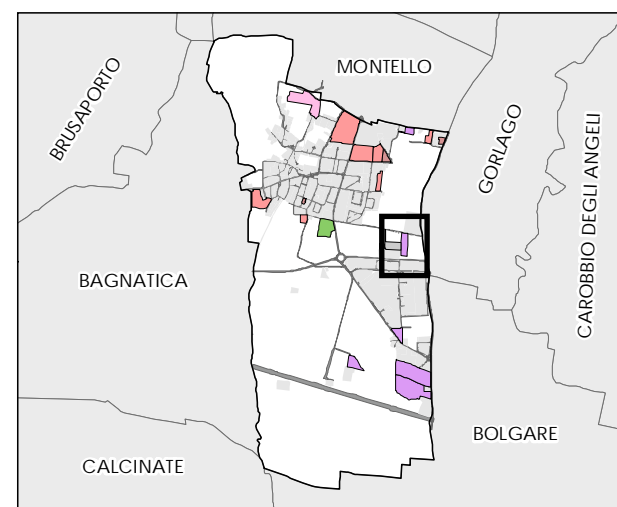 MONTELLO
BRUSAPORTO
GORLAGO
CAROBBIO DEGLI ANGELI
BAGNATICA
BOLGARE
CALCINATE